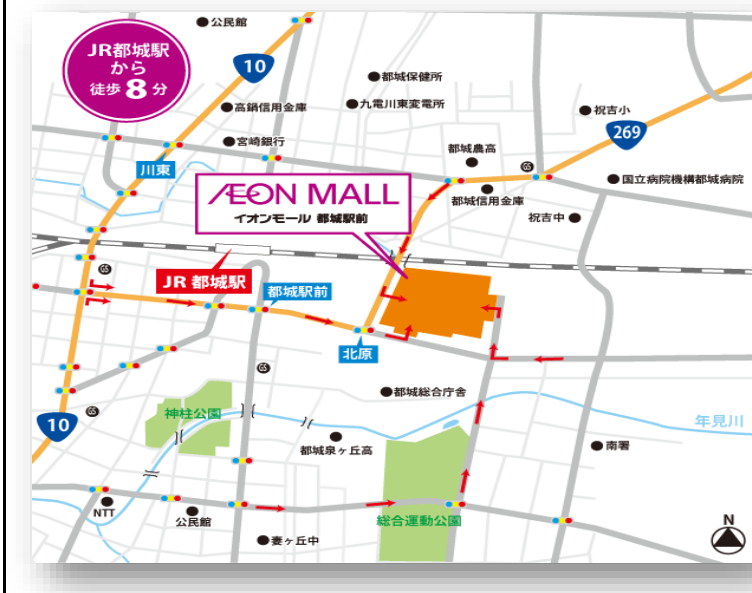 JR都城駅
から
徒歩 8 分
公民館
10
都城保健所
高鍋信用金庫
九電川東変電所
祝吉小
269
宮崎銀行
都城農高
GS
川東
国立病院機構都城病院
ÆON MALL
イオンモール 都城駅前
都城信用金庫
祝吉中
GS
JR 都城駅
都城駅前
GS
北原
GS
都城総合庁舎
GS
神柱公園
10
年見川
都城泉ヶ丘高
南署
NTT
公民館
総合運動公園
妻ヶ丘中
N